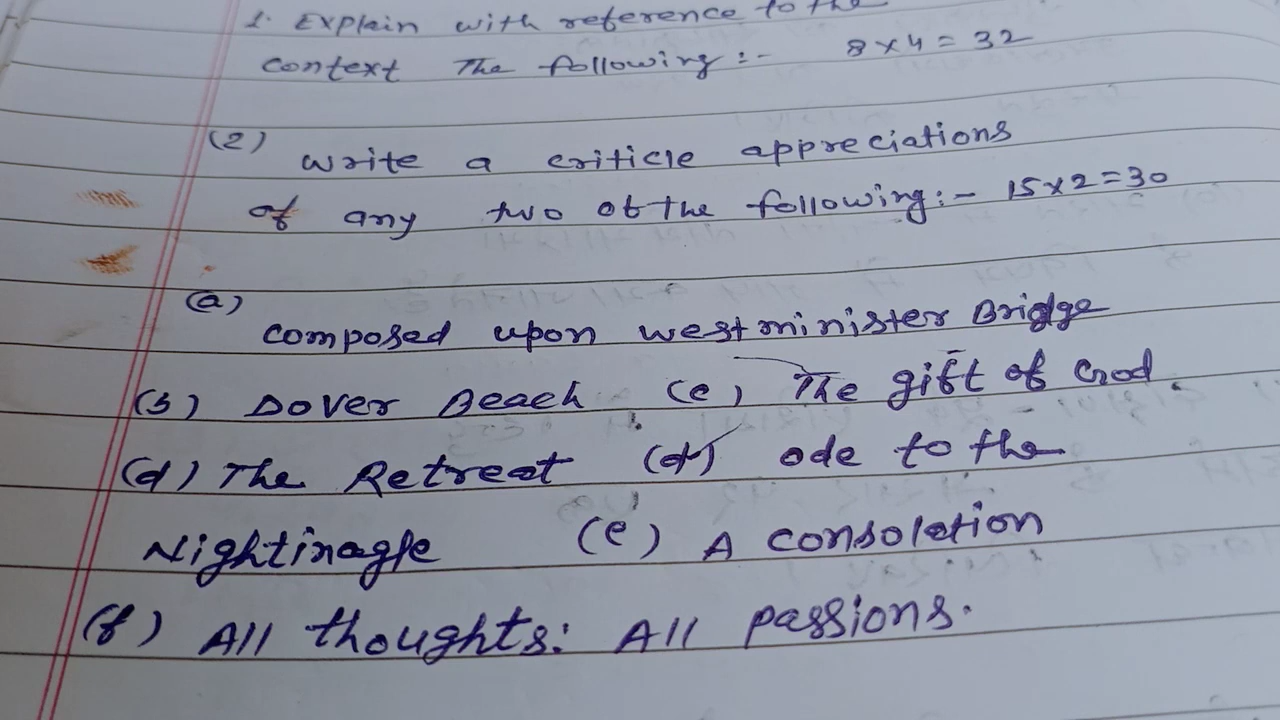 1. Explain with reference to the
context The following :- 8 x 4 = 32
(2) write a criticle appreciations
of any two of the following :- 15 x 2 = 30
(a) composed upon westminister Bridge
(b) Dover Beach (c) The gift of God.
(d) The Retreat (d) ode to the
Nightinagle (e) A consolation
(f) All thoughts: All passions.